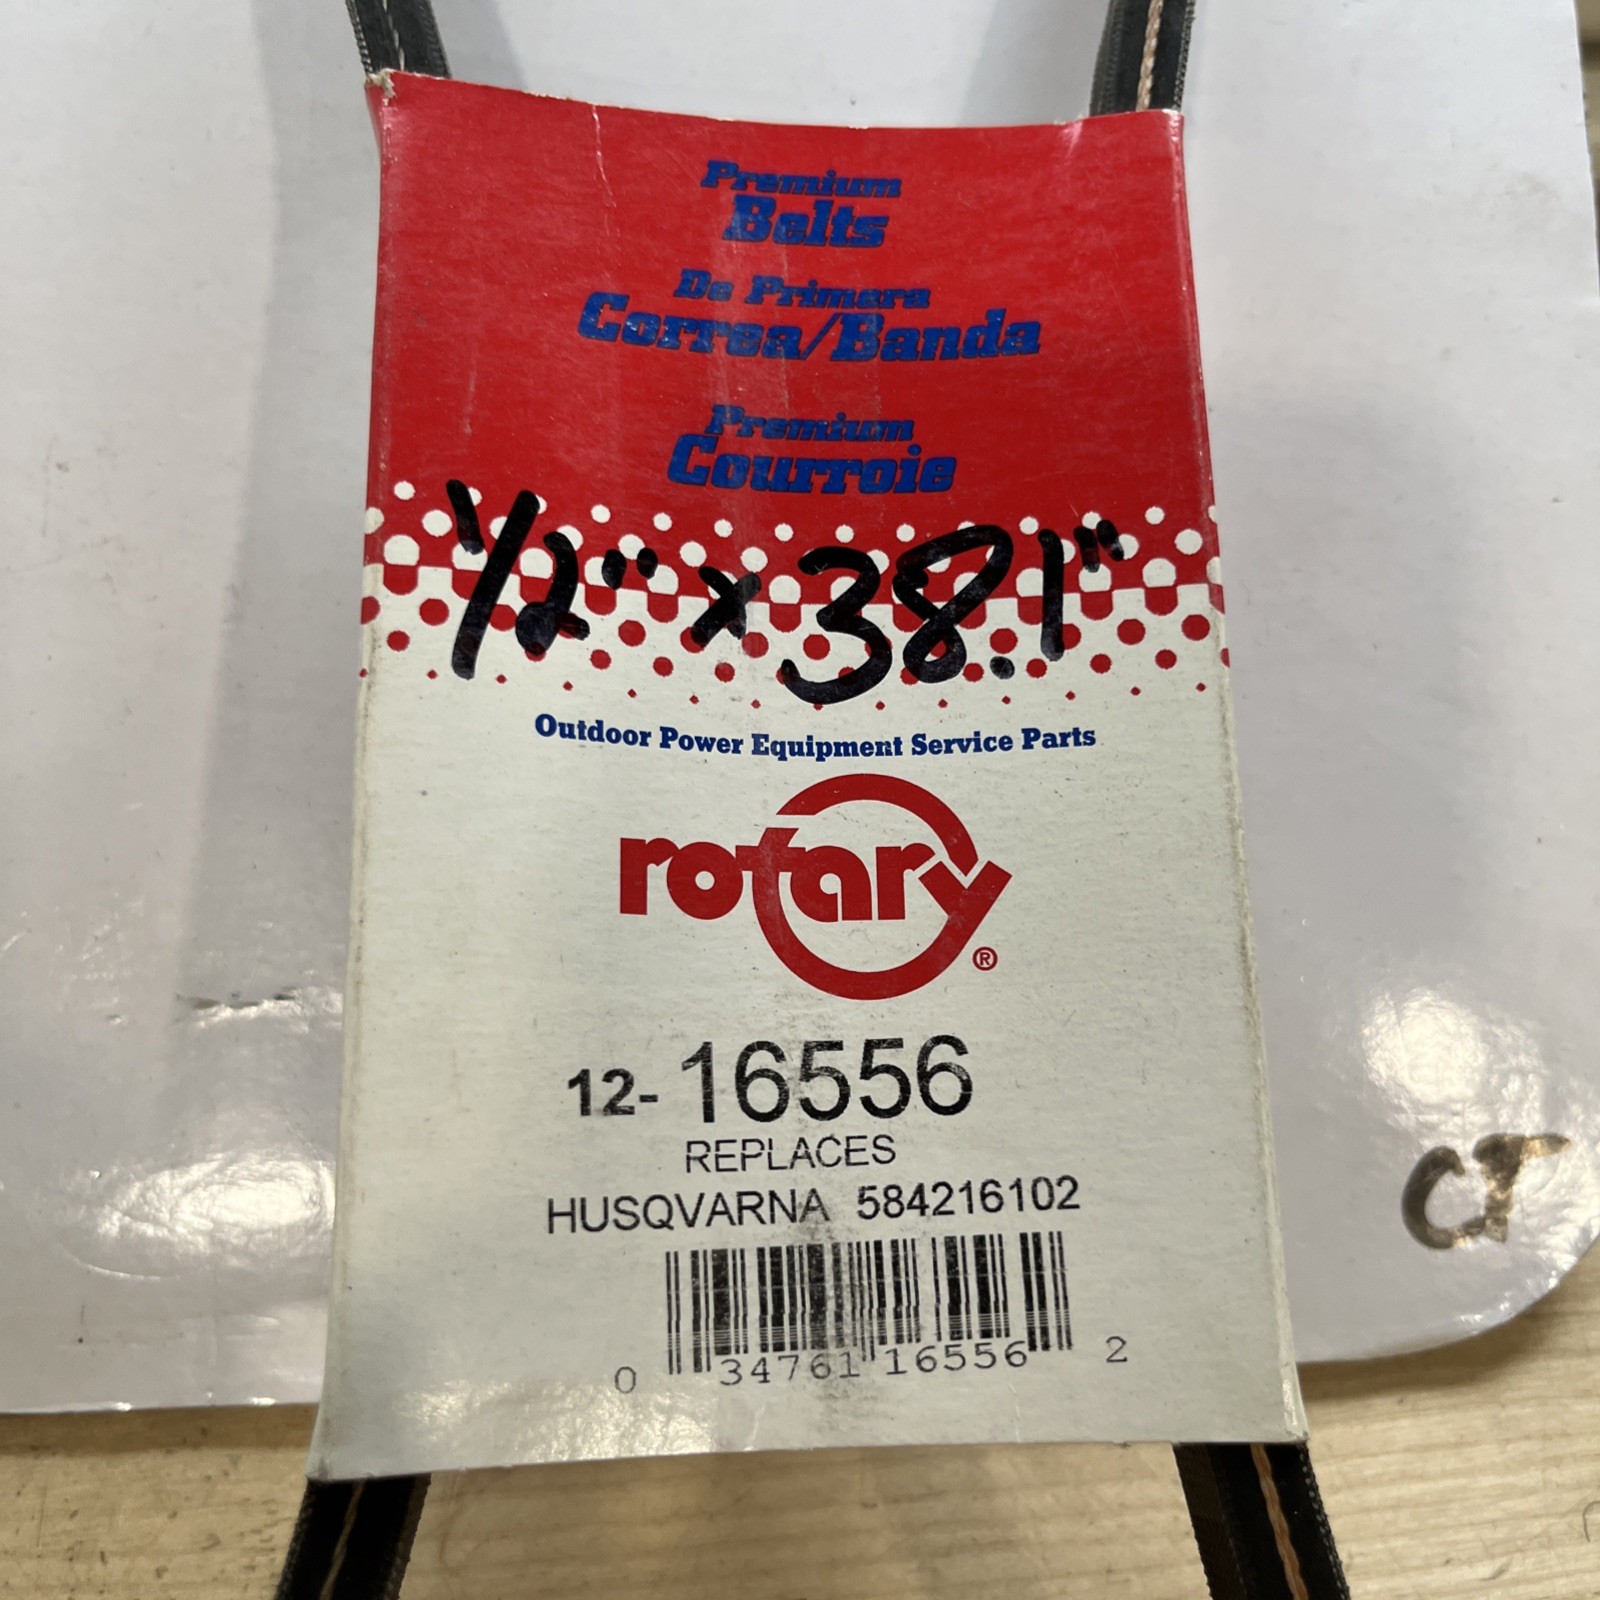 Premium
Belts
De Primera
Correa/Banda
Premium
Courroie
1/2" x 38.1"
Outdoor Power Equipment Service Parts
rotary®
12- 16556
REPLACES
HUSQVARNA 584216102
0 34761 16556 2
CJ